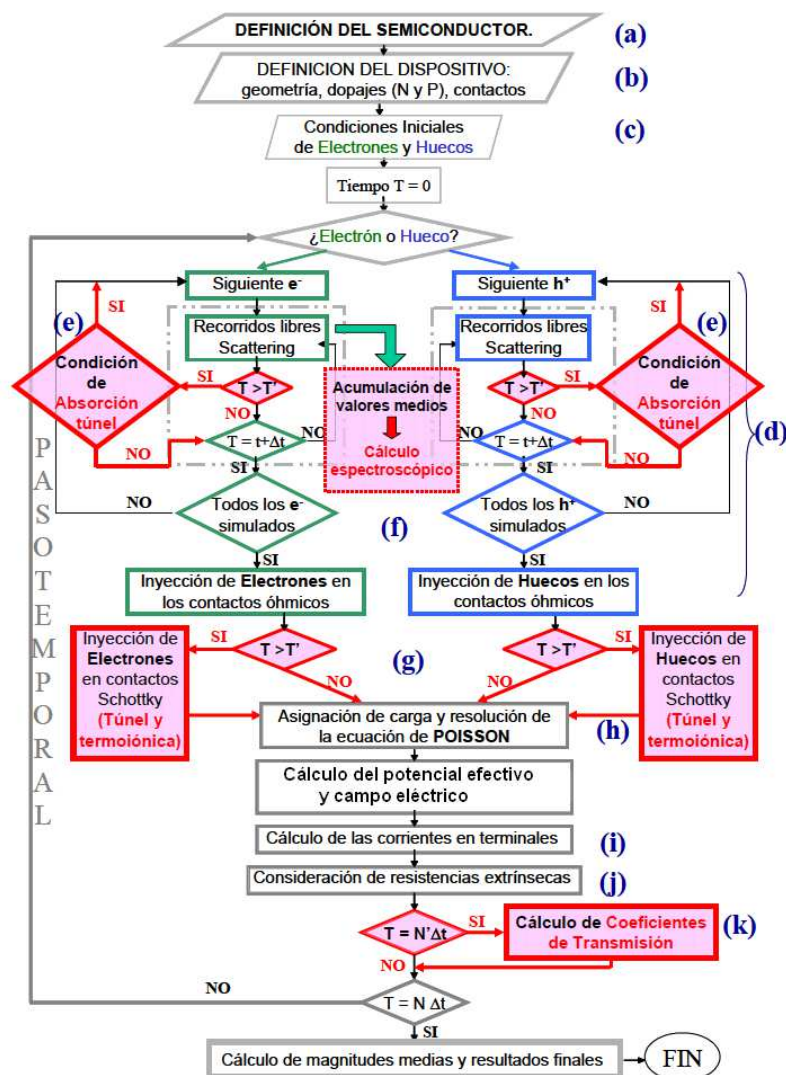 DEFINICIÓN DEL SEMICONDUCTOR.
(a)
DEFINICION DEL DISPOSITIVO:
geometría, dopajes (N y P), contactos
(b)
Condiciones Iniciales
de Electrones y Huecos
(c)
Tiempo T = 0
¿Electrón o Hueco?
Siguiente e-
Siguiente h+
SI
SI
(e)
(e)
Recorridos libres
Scattering
Recorridos libres
Scattering
Condición
de
Absorción
túnel
SI
T >T'
Acumulación de
valores medios
Cálculo
espectroscópico
T >T'
SI
Condición
de
Absorción
túnel
NO
NO
(d)
NO
T = t+Δt
NO
NO
T = t+Δt
NO
SI
SI
NO
Todos los e-
simulados
(f)
Todos los h+
simulados
NO
SI
SI
Inyección de Electrones en
los contactos óhmicos
Inyección de Huecos en los
contactos óhmicos
Inyección de
Electrones
en contactos
Schottky
(Túnel y
termoiónica)
SI
T >T'
NO
(g)
T >T'
SI
NO
Inyección de
Huecos en
contactos
Schottky
(Túnel y
termoiónica)
Asignación de carga y resolución de
la ecuación de POISSON
(h)
Cálculo del potencial efectivo
y campo eléctrico
Cálculo de las corrientes en terminales
(i)
Consideración de resistencias extrínsecas
(j)
T = N'Δt
SI
Cálculo de Coeficientes
de Transmisión
(k)
NO
NO
T = N Δt
SI
Cálculo de magnitudes medias y resultados finales
FIN
PASO TEMPORAL